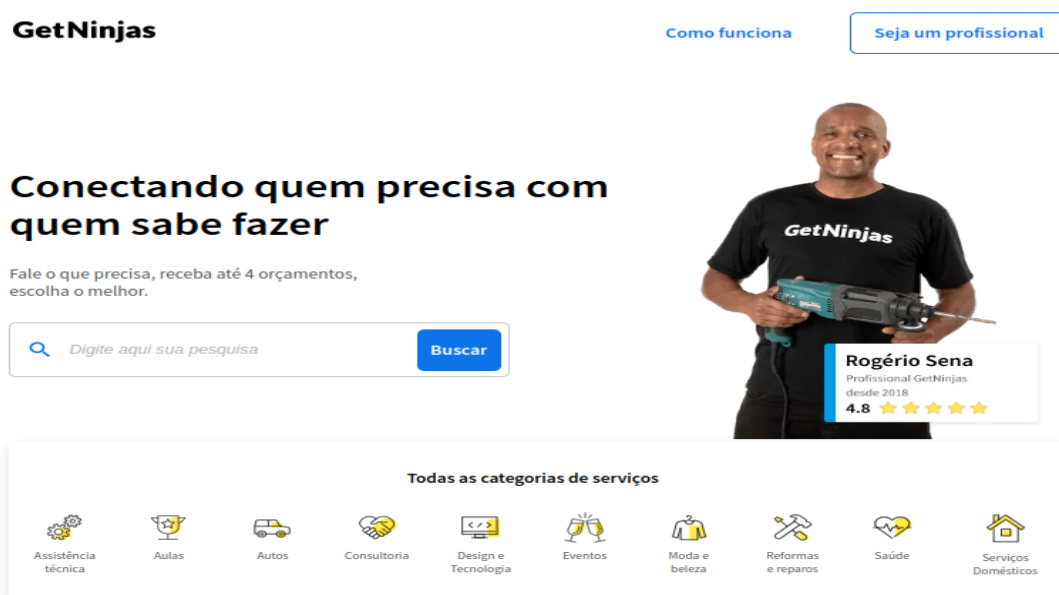 GetNinjas
Como funciona
Seja um profissional
Conectando quem precisa com
quem sabe fazer
Fale o que precisa, receba até 4 orçamentos,
escolha o melhor.
Digite aqui sua pesquisa
Buscar
GetNinjas
Rogério Sena
Profissional GetNinjas
desde 2018
4.8
Todas as categorias de serviços
Assistência
técnica
Aulas
Autos
Consultoria
Design e
Tecnologia
Eventos
Moda e
beleza
Reformas
e reparos
Saúde
Serviços
Domésticos